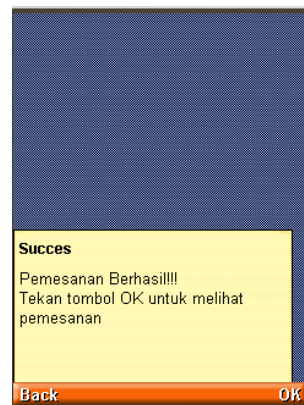 Succes
Pemesanan Berhasil!!!
Tekan tombol OK untuk melihat
pemesanan
Back OK